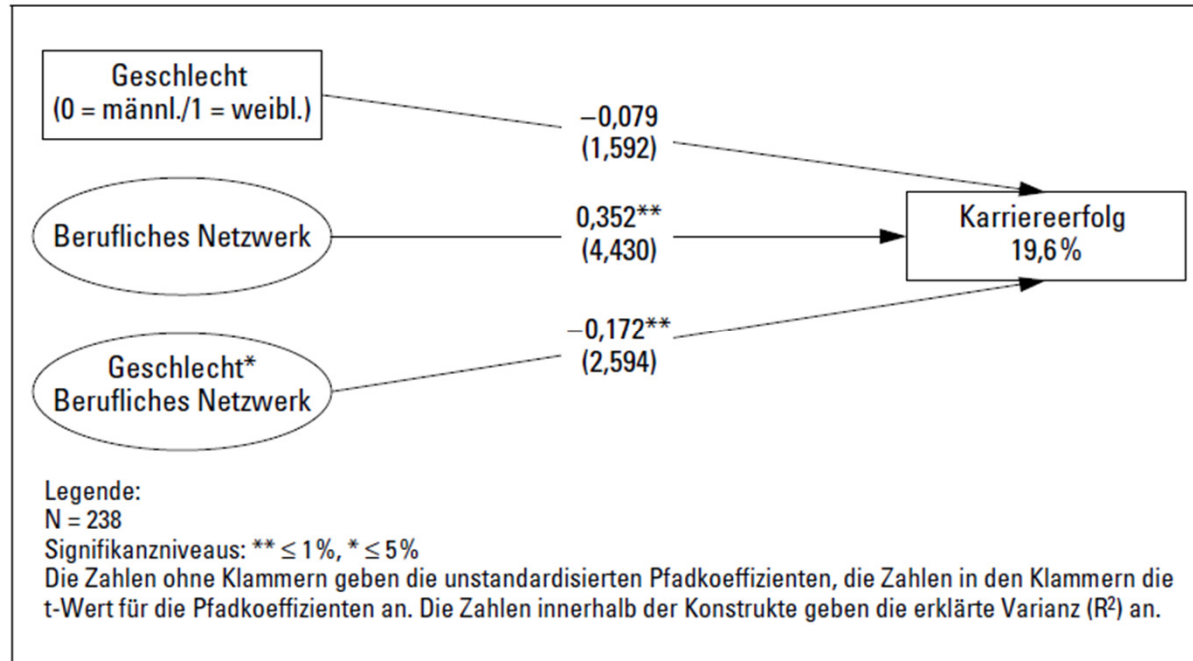 Geschlecht
(0 = männl./1 = weibl.)
−0,079
(1,592)
Berufliches Netzwerk
0,352**
(4,430)
Karriereerfolg
19,6%
Geschlecht*
Berufliches Netzwerk
−0,172**
(2,594)
Legende:
N = 238
Signifikanzniveaus: ** ≤ 1%, * ≤ 5%
Die Zahlen ohne Klammern geben die unstandardisierten Pfadkoeffizienten, die Zahlen in den Klammern die
t-Wert für die Pfadkoeffizienten an. Die Zahlen innerhalb der Konstrukte geben die erklärte Varianz (R²) an.